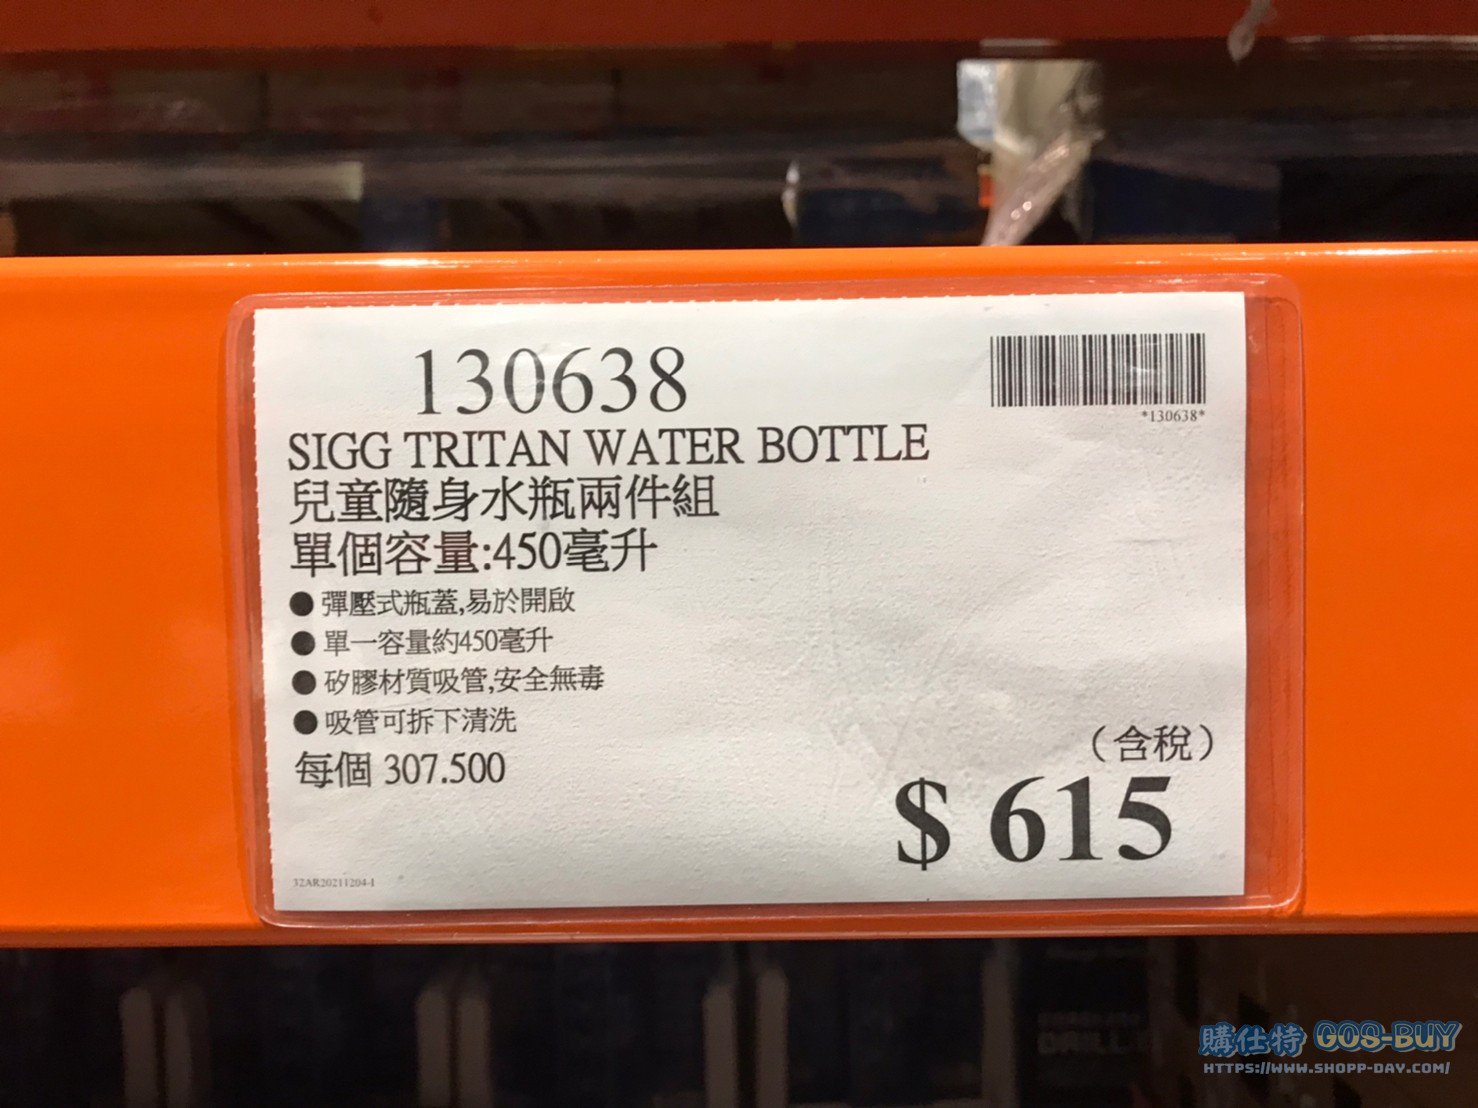 130638
*130638*
SIGG TRITAN WATER BOTTLE
兒童隨身水瓶兩件組
單個容量:450毫升
● 彈壓式瓶蓋,易於開啟
● 單一容量約450毫升
● 矽膠材質吸管,安全無毒
● 吸管可拆下清洗
每個 307.500
（含稅）
$ 615
32AR20211204-1
購仕特 GOS-BUY
HTTPS://WWW.SHOPP-DAY.COM/